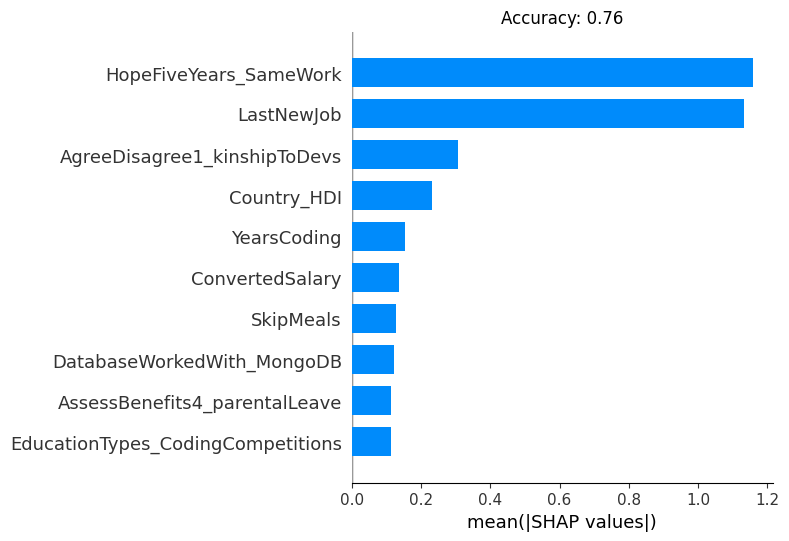 Accuracy: 0.76
HopeFiveYears_SameWork
LastNewJob
AgreeDisagree1_kinshipToDevs
Country_HDI
YearsCoding
ConvertedSalary
SkipMeals
DatabaseWorkedWith_MongoDB
AssessBenefits4_parentalLeave
EducationTypes_CodingCompetitions
0.0 0.2 0.4 0.6 0.8 1.0 1.2
mean(|SHAP values|)